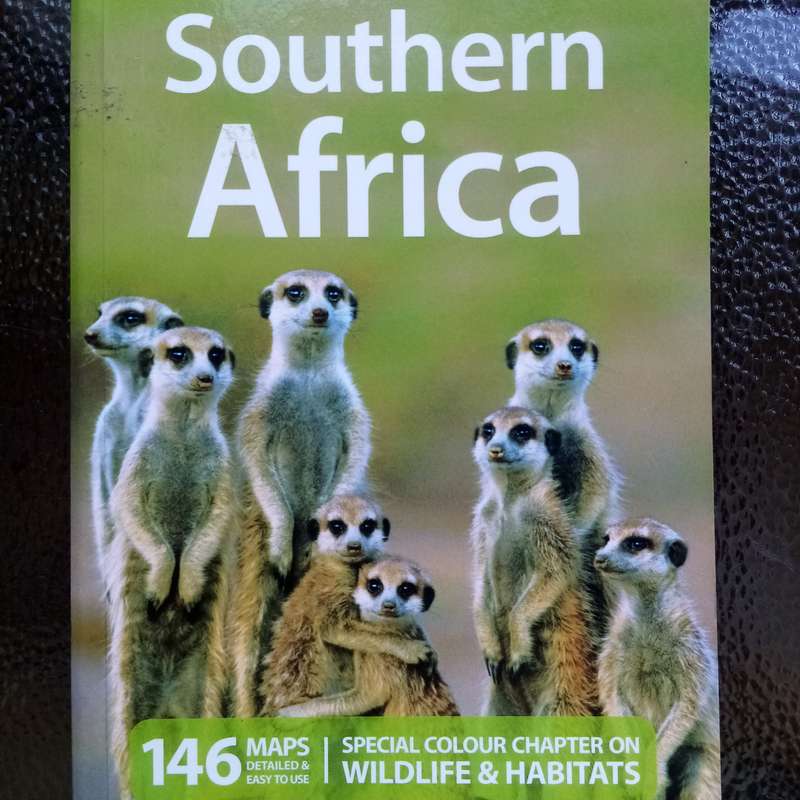 Southern
Africa
146 MAPS
DETAILED &
EASY TO USE
SPECIAL COLOUR CHAPTER ON
WILDLIFE & HABITATS